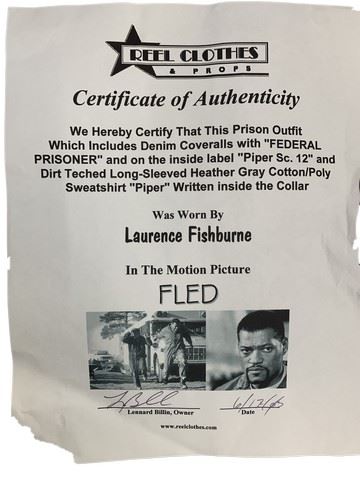 REEL CLOTHES
& PROPS
Certificate of Authenticity
We Hereby Certify That This Prison Outfit
Which Includes Denim Coveralls with "FEDERAL
PRISONER" and on the inside label "Piper Sc. 12" and
Dirt Teched Long-Sleeved Heather Gray Cotton/Poly
Sweatshirt "Piper" Written inside the Collar
Was Worn By
Laurence Fishburne
In The Motion Picture
FLED
Lennard Billin, Owner
Date
www.reelclothes.com